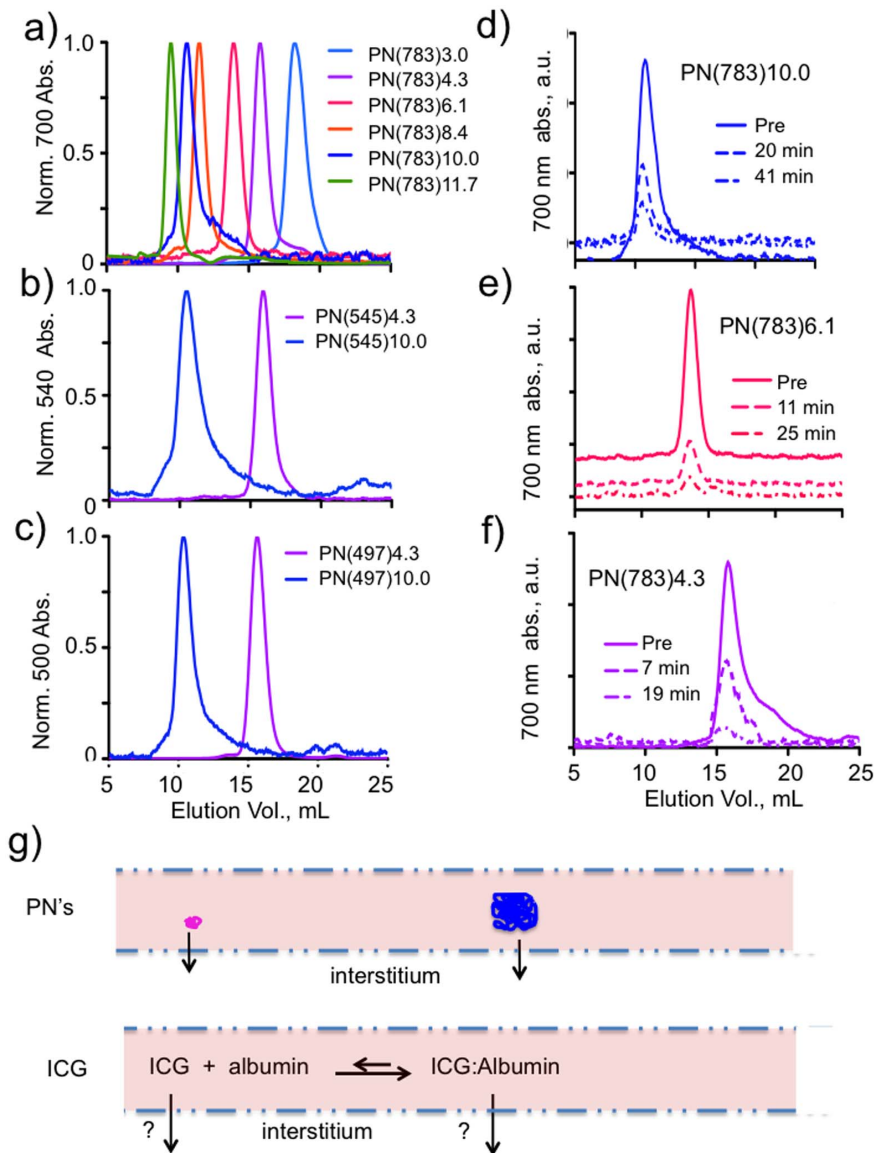 a)
Norm. 700 Abs.
1.0
0.5
0
10
15
20
25
PN(783)3.0
PN(783)4.3
PN(783)6.1
PN(783)8.4
PN(783)10.0
PN(783)11.7
b)
Norm. 540 Abs.
1.0
0.5
0
PN(545)4.3
PN(545)10.0
c)
Norm. 500 Abs.
1.0
0.5
0
PN(497)4.3
PN(497)10.0
5
10
15
20
25
Elution Vol., mL
d)
700 nm abs., a.u.
PN(783)10.0
Pre
20 min
41 min
e)
700 nm abs., a.u.
PN(783)6.1
Pre
11 min
25 min
f)
700 nm abs., a.u.
PN(783)4.3
Pre
7 min
19 min
5
10
15
20
25
Elution Vol., mL
g)
PN's
interstitium
ICG
ICG + albumin
ICG:Albumin
?
interstitium
?